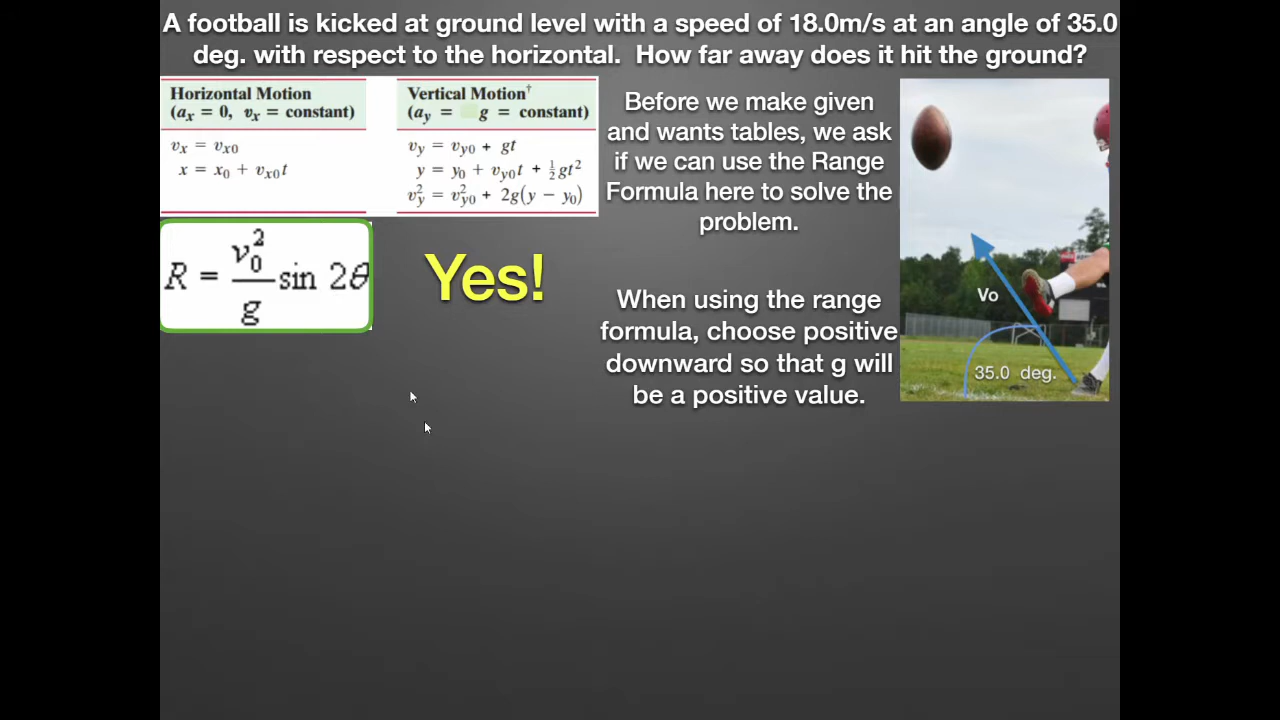 A football is kicked at ground level with a speed of 18.0m/s at an angle of 35.0
deg. with respect to the horizontal. How far away does it hit the ground?
Horizontal Motion
(aₓ = 0, vₓ = constant)
vₓ = vₓ₀
x = x₀ + vₓ₀t
Vertical Motion†
(a_y = g = constant)
v_y = v_y0 + gt
y = y₀ + v_y0t + ½gt²
v_y² = v_y0² + 2g(y − y₀)
Before we make given
and wants tables, we ask
if we can use the Range
Formula here to solve the
problem.
R = v₀²/g sin 2θ
Yes!
When using the range
formula, choose positive
downward so that g will
be a positive value.
Vo
35.0 deg.